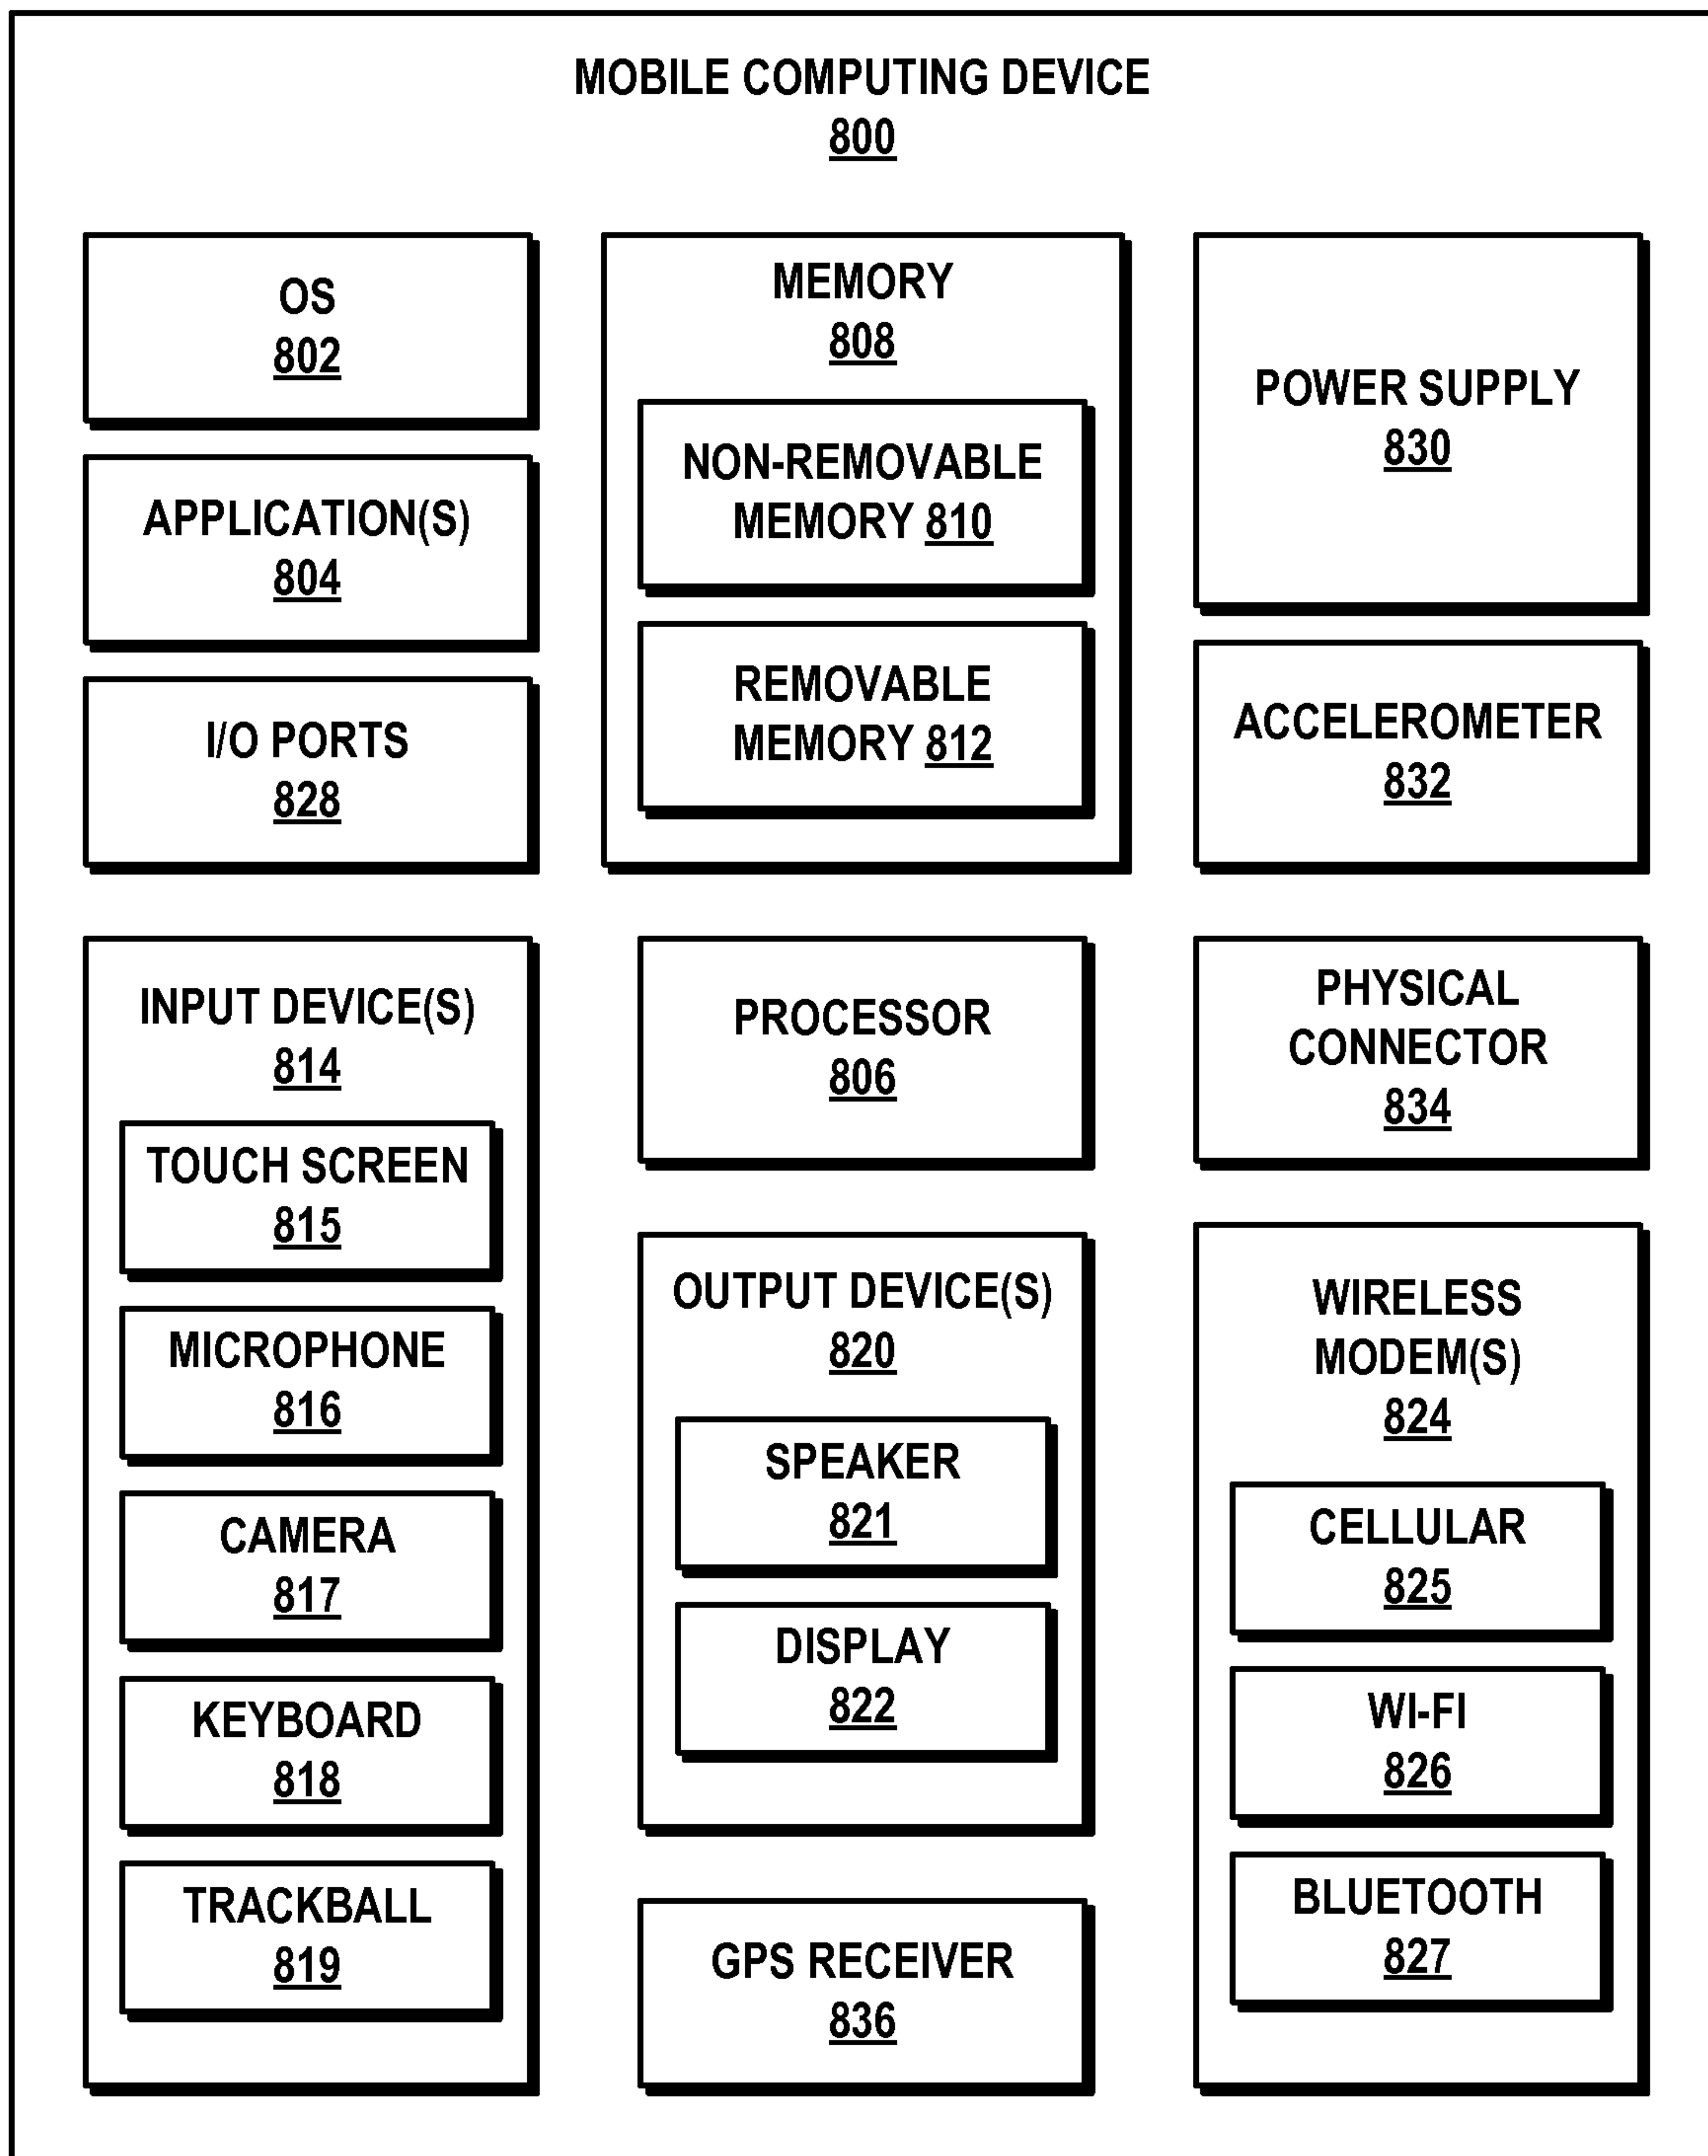 MOBILE COMPUTING DEVICE
800
OS
802
APPLICATION(S)
804
I/O PORTS
828
MEMORY
808
NON-REMOVABLE
MEMORY 810
REMOVABLE
MEMORY 812
POWER SUPPLY
830
ACCELEROMETER
832
INPUT DEVICE(S)
814
TOUCH SCREEN
815
MICROPHONE
816
CAMERA
817
KEYBOARD
818
TRACKBALL
819
PROCESSOR
806
OUTPUT DEVICE(S)
820
SPEAKER
821
DISPLAY
822
GPS RECEIVER
836
PHYSICAL
CONNECTOR
834
WIRELESS
MODEM(S)
824
CELLULAR
825
WI-FI
826
BLUETOOTH
827